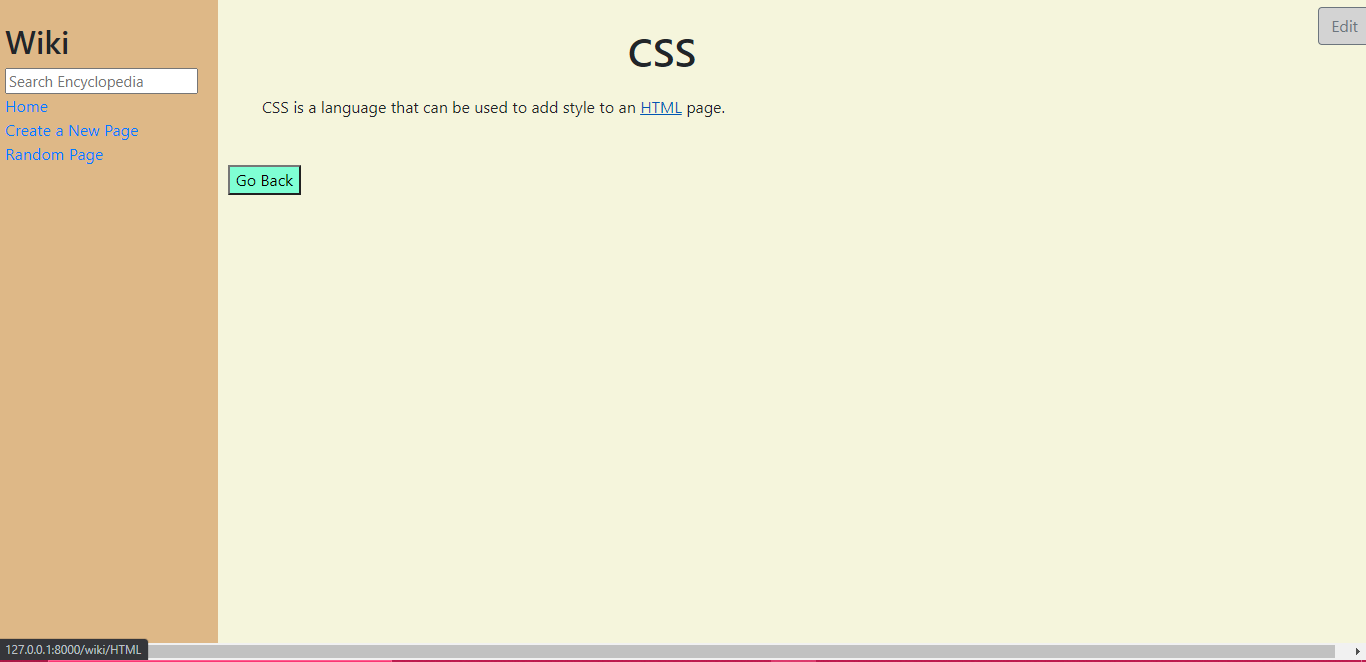 Wiki
Search Encyclopedia
Home
Create a New Page
Random Page
Edit
CSS
CSS is a language that can be used to add style to an HTML page.
Go Back
127.0.0.1:8000/wiki/HTML